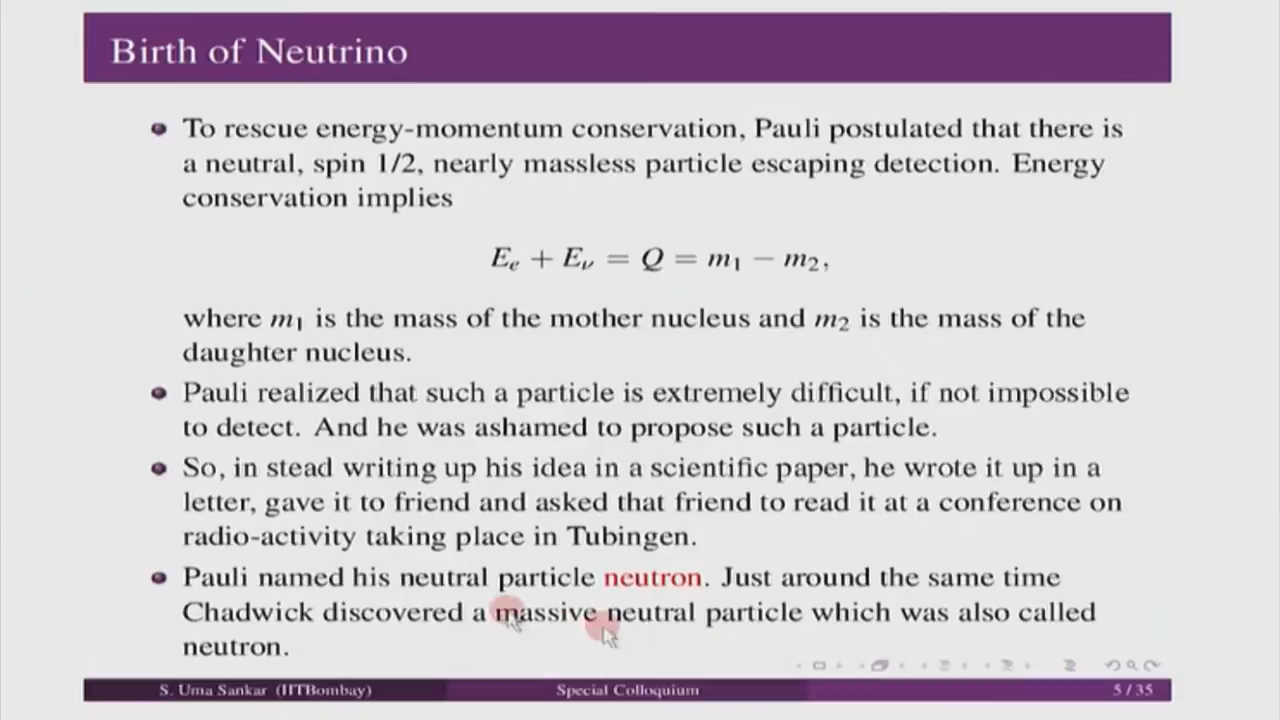 Birth of Neutrino
To rescue energy-momentum conservation, Pauli postulated that there is
a neutral, spin 1/2, nearly massless particle escaping detection. Energy
conservation implies
E_e + E_ν = Q = m_1 − m_2,
where m_1 is the mass of the mother nucleus and m_2 is the mass of the
daughter nucleus.
Pauli realized that such a particle is extremely difficult, if not impossible
to detect. And he was ashamed to propose such a particle.
So, in stead writing up his idea in a scientific paper, he wrote it up in a
letter, gave it to friend and asked that friend to read it at a conference on
radio-activity taking place in Tubingen.
Pauli named his neutral particle neutron. Just around the same time
Chadwick discovered a massive neutral particle which was also called
neutron.
S. Uma Sankar (IITBombay) Special Colloquium 5 / 35